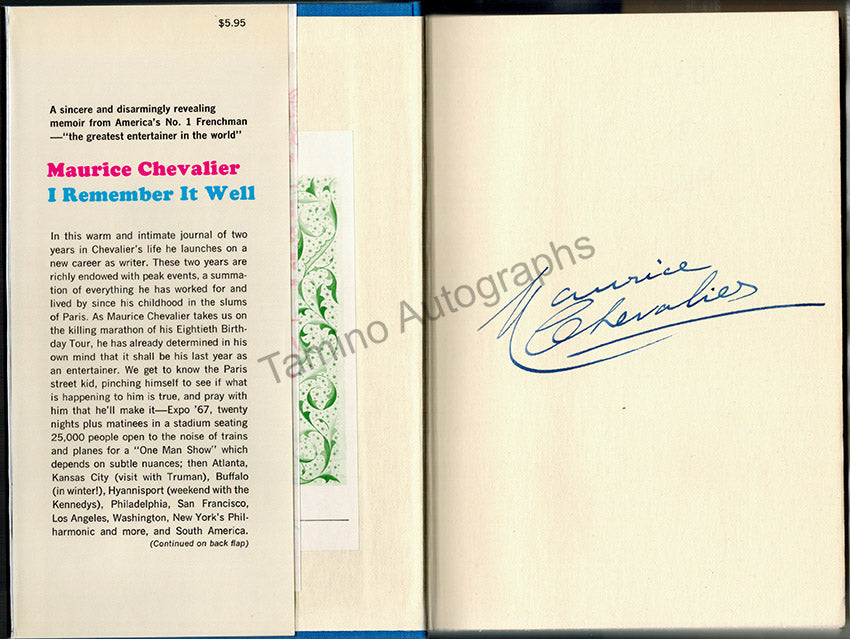 $5.95
A sincere and disarmingly revealing
memoir from America's No. 1 Frenchman
—"the greatest entertainer in the world"
Maurice Chevalier
I Remember It Well
In this warm and intimate journal of two
years in Chevalier's life he launches on a
new career as writer. These two years are
richly endowed with peak events, a summa-
tion of everything he has worked for and
lived by since his childhood in the slums
of Paris. As Maurice Chevalier takes us on
the killing marathon of his Eightieth Birth-
day Tour, he has already determined in his
own mind that it shall be his last year as
an entertainer. We get to know the Paris
street kid, pinching himself to see if what
is happening to him is true, and pray with
him that he'll make it—Expo '67, twenty
nights plus matinees in a stadium seating
25,000 people open to the noise of trains
and planes for a "One Man Show" which
depends on subtle nuances; then Atlanta,
Kansas City (visit with Truman), Buffalo
(in winter!), Hyannisport (weekend with the
Kennedys), Philadelphia, San Francisco,
Los Angeles, Washington, New York's Phil-
harmonic and more, and South America.
(Continued on back flap)
Tamino Autographs
Maurice
Chevalier